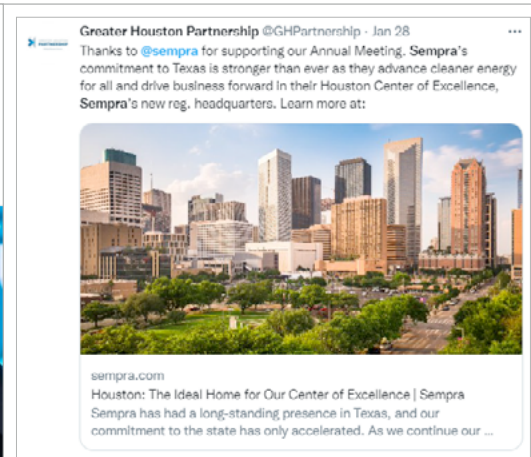 Greater Houston Partnership @GHPartnership · Jan 28 ...
Thanks to @sempra for supporting our Annual Meeting. Sempra's
commitment to Texas is stronger than ever as they advance cleaner energy
for all and drive business forward in their Houston Center of Excellence,
Sempra's new reg. headquarters. Learn more at:
sempra.com
Houston: The Ideal Home for Our Center of Excellence | Sempra
Sempra has had a long-standing presence in Texas, and our
commitment to the state has only accelerated. As we continue our ...